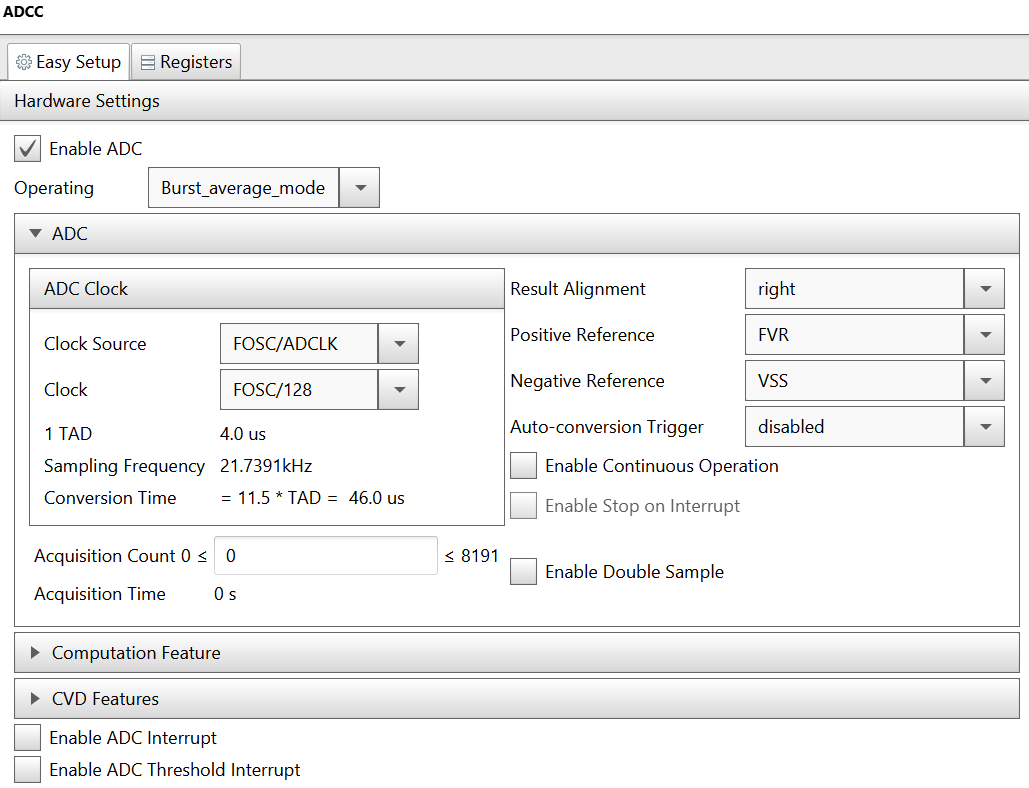 ADCC
Easy Setup Registers
Hardware Settings
Enable ADC
Operating Burst_average_mode
ADC
ADC Clock
Clock Source FOSC/ADCLK
Clock FOSC/128
1 TAD 4.0 us
Sampling Frequency 21.7391kHz
Conversion Time = 11.5 * TAD = 46.0 us
Acquisition Count 0 ≤ 0 ≤ 8191
Acquisition Time 0 s
Result Alignment right
Positive Reference FVR
Negative Reference VSS
Auto-conversion Trigger disabled
Enable Continuous Operation
Enable Stop on Interrupt
Enable Double Sample
Computation Feature
CVD Features
Enable ADC Interrupt
Enable ADC Threshold Interrupt